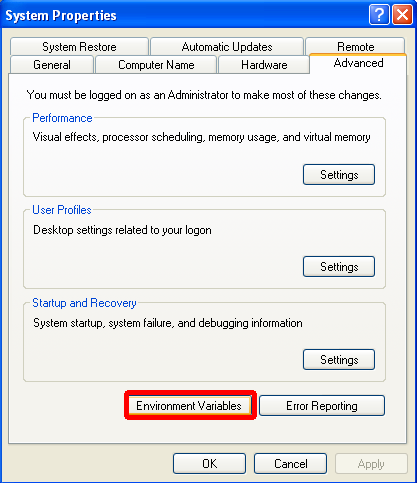 System Properties
System Restore
Automatic Updates
Remote
General
Computer Name
Hardware
Advanced
You must be logged on as an Administrator to make most of these changes.
Performance
Visual effects, processor scheduling, memory usage, and virtual memory
Settings
User Profiles
Desktop settings related to your logon
Settings
Startup and Recovery
System startup, system failure, and debugging information
Settings
Environment Variables
Error Reporting
OK
Cancel
Apply